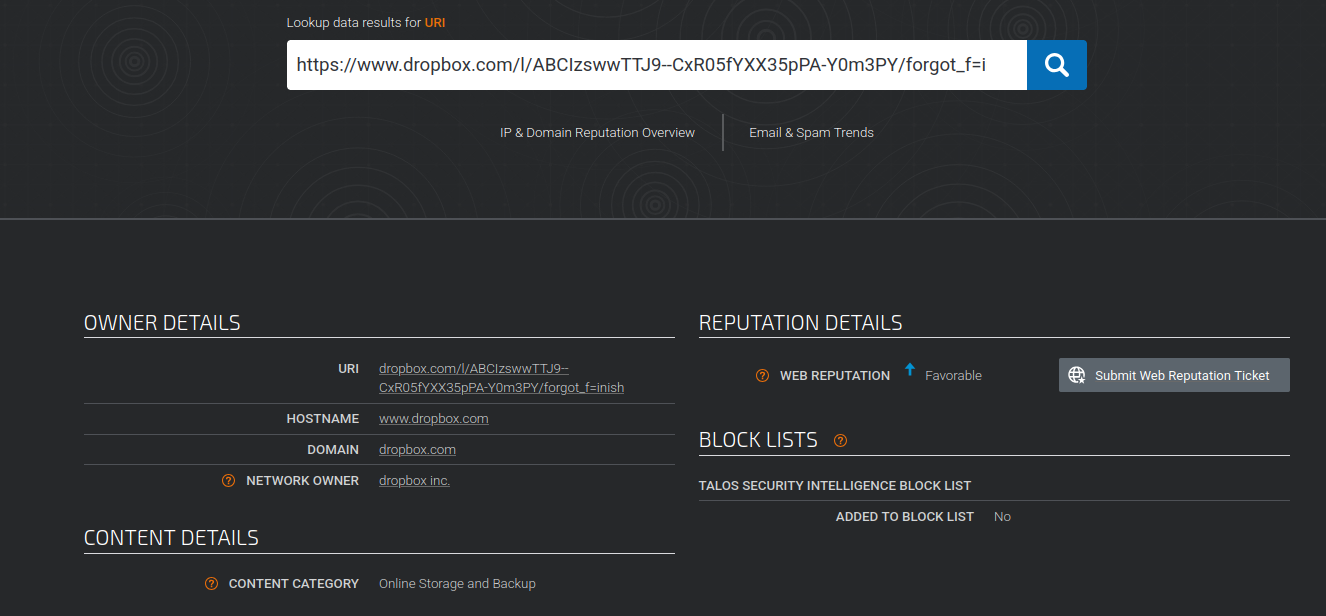 Lookup data results for URI
https://www.dropbox.com/l/ABCIzswwTTJ9--CxR05fYXX35pPA-Y0m3PY/forgot_f=i
IP & Domain Reputation Overview
Email & Spam Trends
OWNER DETAILS
URI dropbox.com/l/ABCIzswwTTJ9--
CxR05fYXX35pPA-Y0m3PY/forgot_f=inish
HOSTNAME www.dropbox.com
DOMAIN dropbox.com
? NETWORK OWNER dropbox inc.
CONTENT DETAILS
? CONTENT CATEGORY Online Storage and Backup
REPUTATION DETAILS
? WEB REPUTATION Favorable
Submit Web Reputation Ticket
BLOCK LISTS ?
TALOS SECURITY INTELLIGENCE BLOCK LIST
ADDED TO BLOCK LIST No